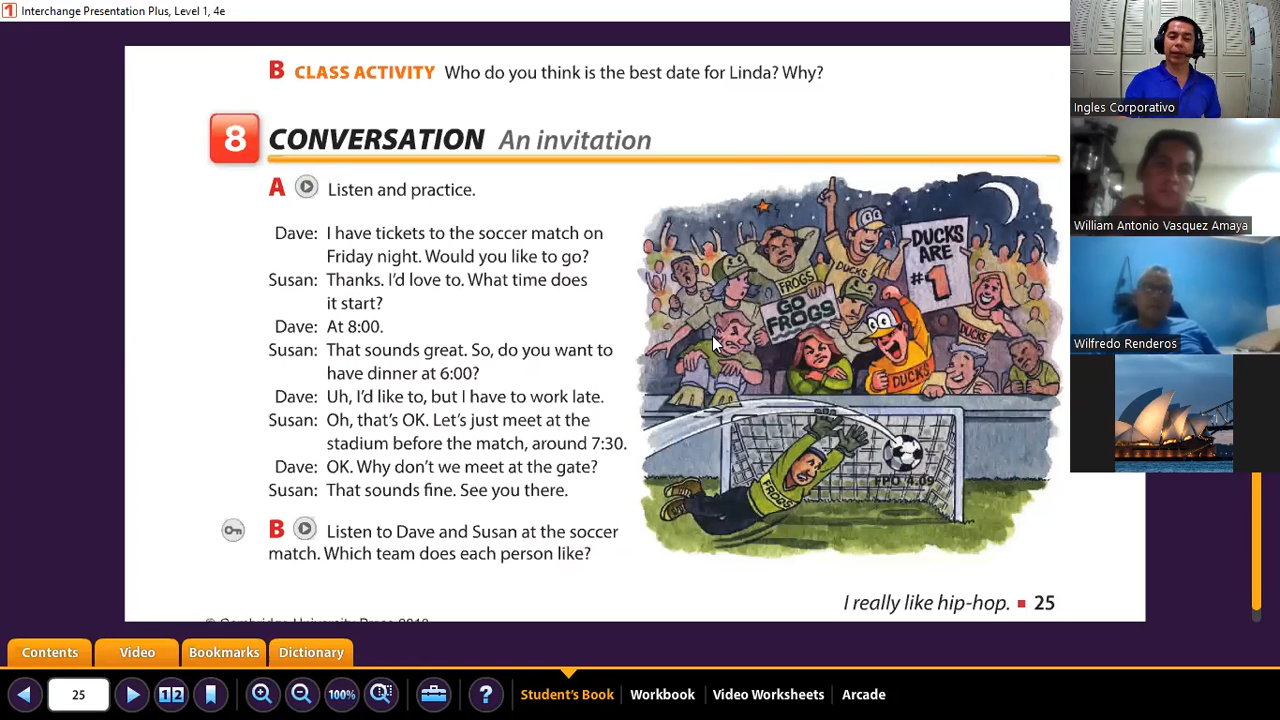 Interchange Presentation Plus, Level 1, 4e
B CLASS ACTIVITY Who do you think is the best date for Linda? Why?
8 CONVERSATION An invitation
A Listen and practice.
Dave: I have tickets to the soccer match on
Friday night. Would you like to go?
Susan: Thanks. I'd love to. What time does
it start?
Dave: At 8:00.
Susan: That sounds great. So, do you want to
have dinner at 6:00?
Dave: Uh, I'd like to, but I have to work late.
Susan: Oh, that's OK. Let's just meet at the
stadium before the match, around 7:30.
Dave: OK. Why don't we meet at the gate?
Susan: That sounds fine. See you there.
B Listen to Dave and Susan at the soccer
match. Which team does each person like?
DUCKS
ARE
#1
DUCKS
FROGS
GO
FROGS
DUCKS
DUCKS
FROGS
FPO 4.09
I really like hip-hop. ■ 25
Ingles Corporativo
William Antonio Vasquez Amaya
Wilfredo Renderos
Contents Video Bookmarks Dictionary
25 1 2 100% ? Student's Book Workbook Video Worksheets Arcade